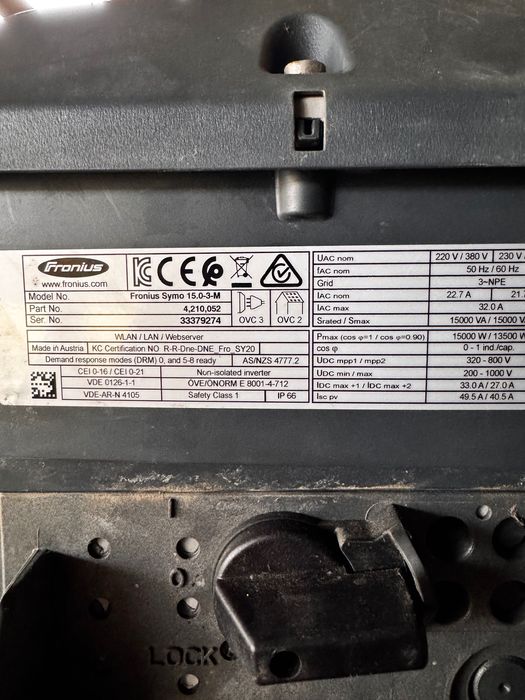 Fronius
www.fronius.com
Model No. Fronius Symo 15.0-3-M
Part No. 4,210,052
Ser. No. 33379274
OVC 3 OVC 2
WLAN / LAN / Webserver
Made in Austria KC Certification NO R-R-Dne-DNE_Fro_SY20
Demand response modes (DRM) 0, and 5-8 ready AS/NZS 4777.2
CEI 0-16 / CEI 0-21 Non-isolated inverter
VDE 0126-1-1 OVE/ÖNORM E 8001-4-712
VDE-AR-N 4105 Safety Class 1 IP 66
UAC nom 220 V / 380 V 230 V
fAC nom 50 Hz / 60 Hz
Grid 3~NPE
IAC nom 22.7 A 21.7
IAC max 32.0 A
Srated / Smax 15000 VA / 15000 VA
Pmax (cos φ=1 / cos φ=0.90) 15000 W / 13500 W
cos φ 0 - 1 ind./cap.
UDC mpp1 / mpp2 320 - 800 V
UDC min / max 200 - 1000 V
IDC max +1 / IDC max +2 33.0 A / 27.0 A
Isc pv 49.5 A / 40.5 A
I
O
LOCK